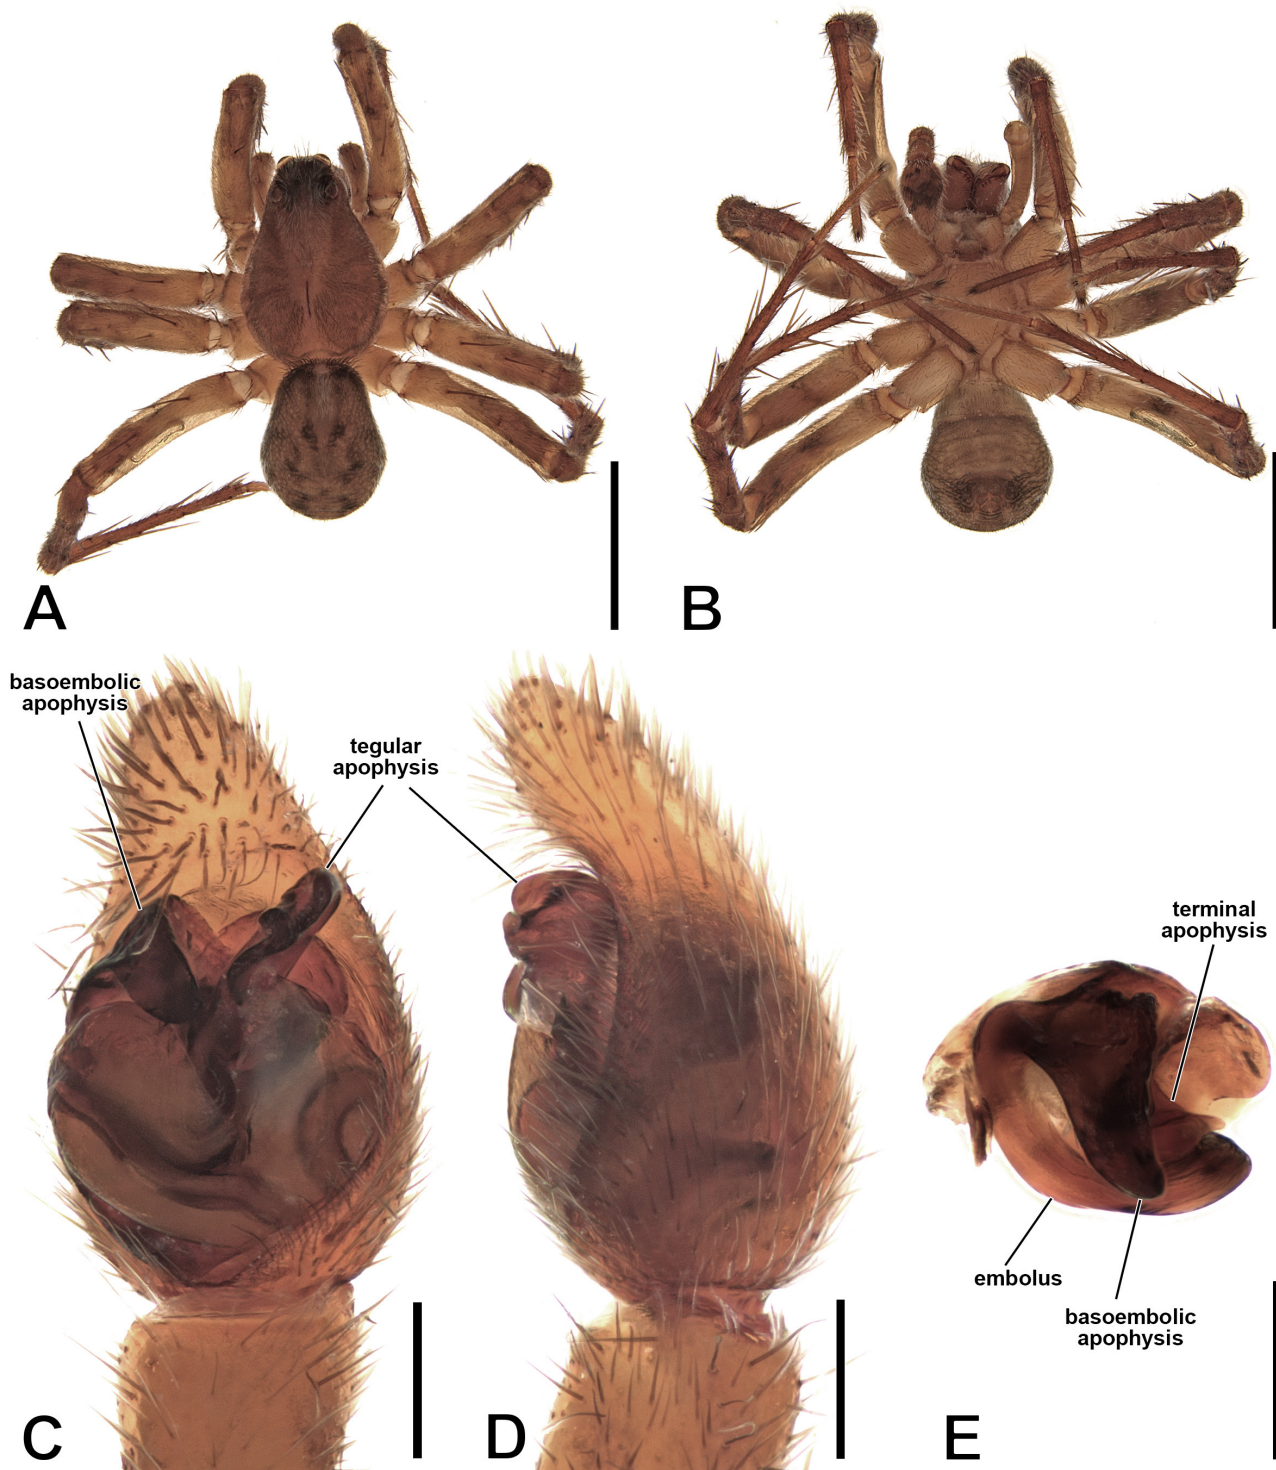 A
B
basoembolic
apophysis
tegular
apophysis
terminal
apophysis
embolus
basoembolic
apophysis
C
D
E